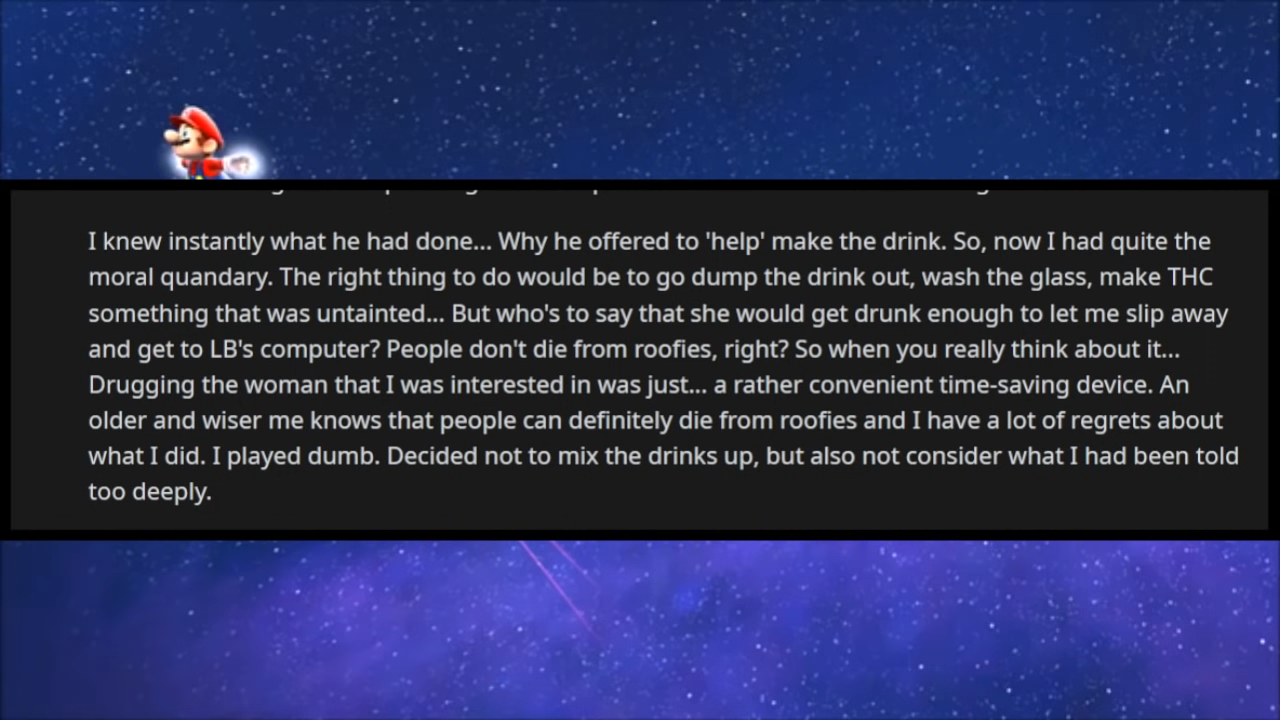 I knew instantly what he had done... Why he offered to 'help' make the drink. So, now I had quite the
moral quandary. The right thing to do would be to go dump the drink out, wash the glass, make THC
something that was untainted... But who's to say that she would get drunk enough to let me slip away
and get to LB's computer? People don't die from roofies, right? So when you really think about it...
Drugging the woman that I was interested in was just... a rather convenient time-saving device. An
older and wiser me knows that people can definitely die from roofies and I have a lot of regrets about
what I did. I played dumb. Decided not to mix the drinks up, but also not consider what I had been told
too deeply.